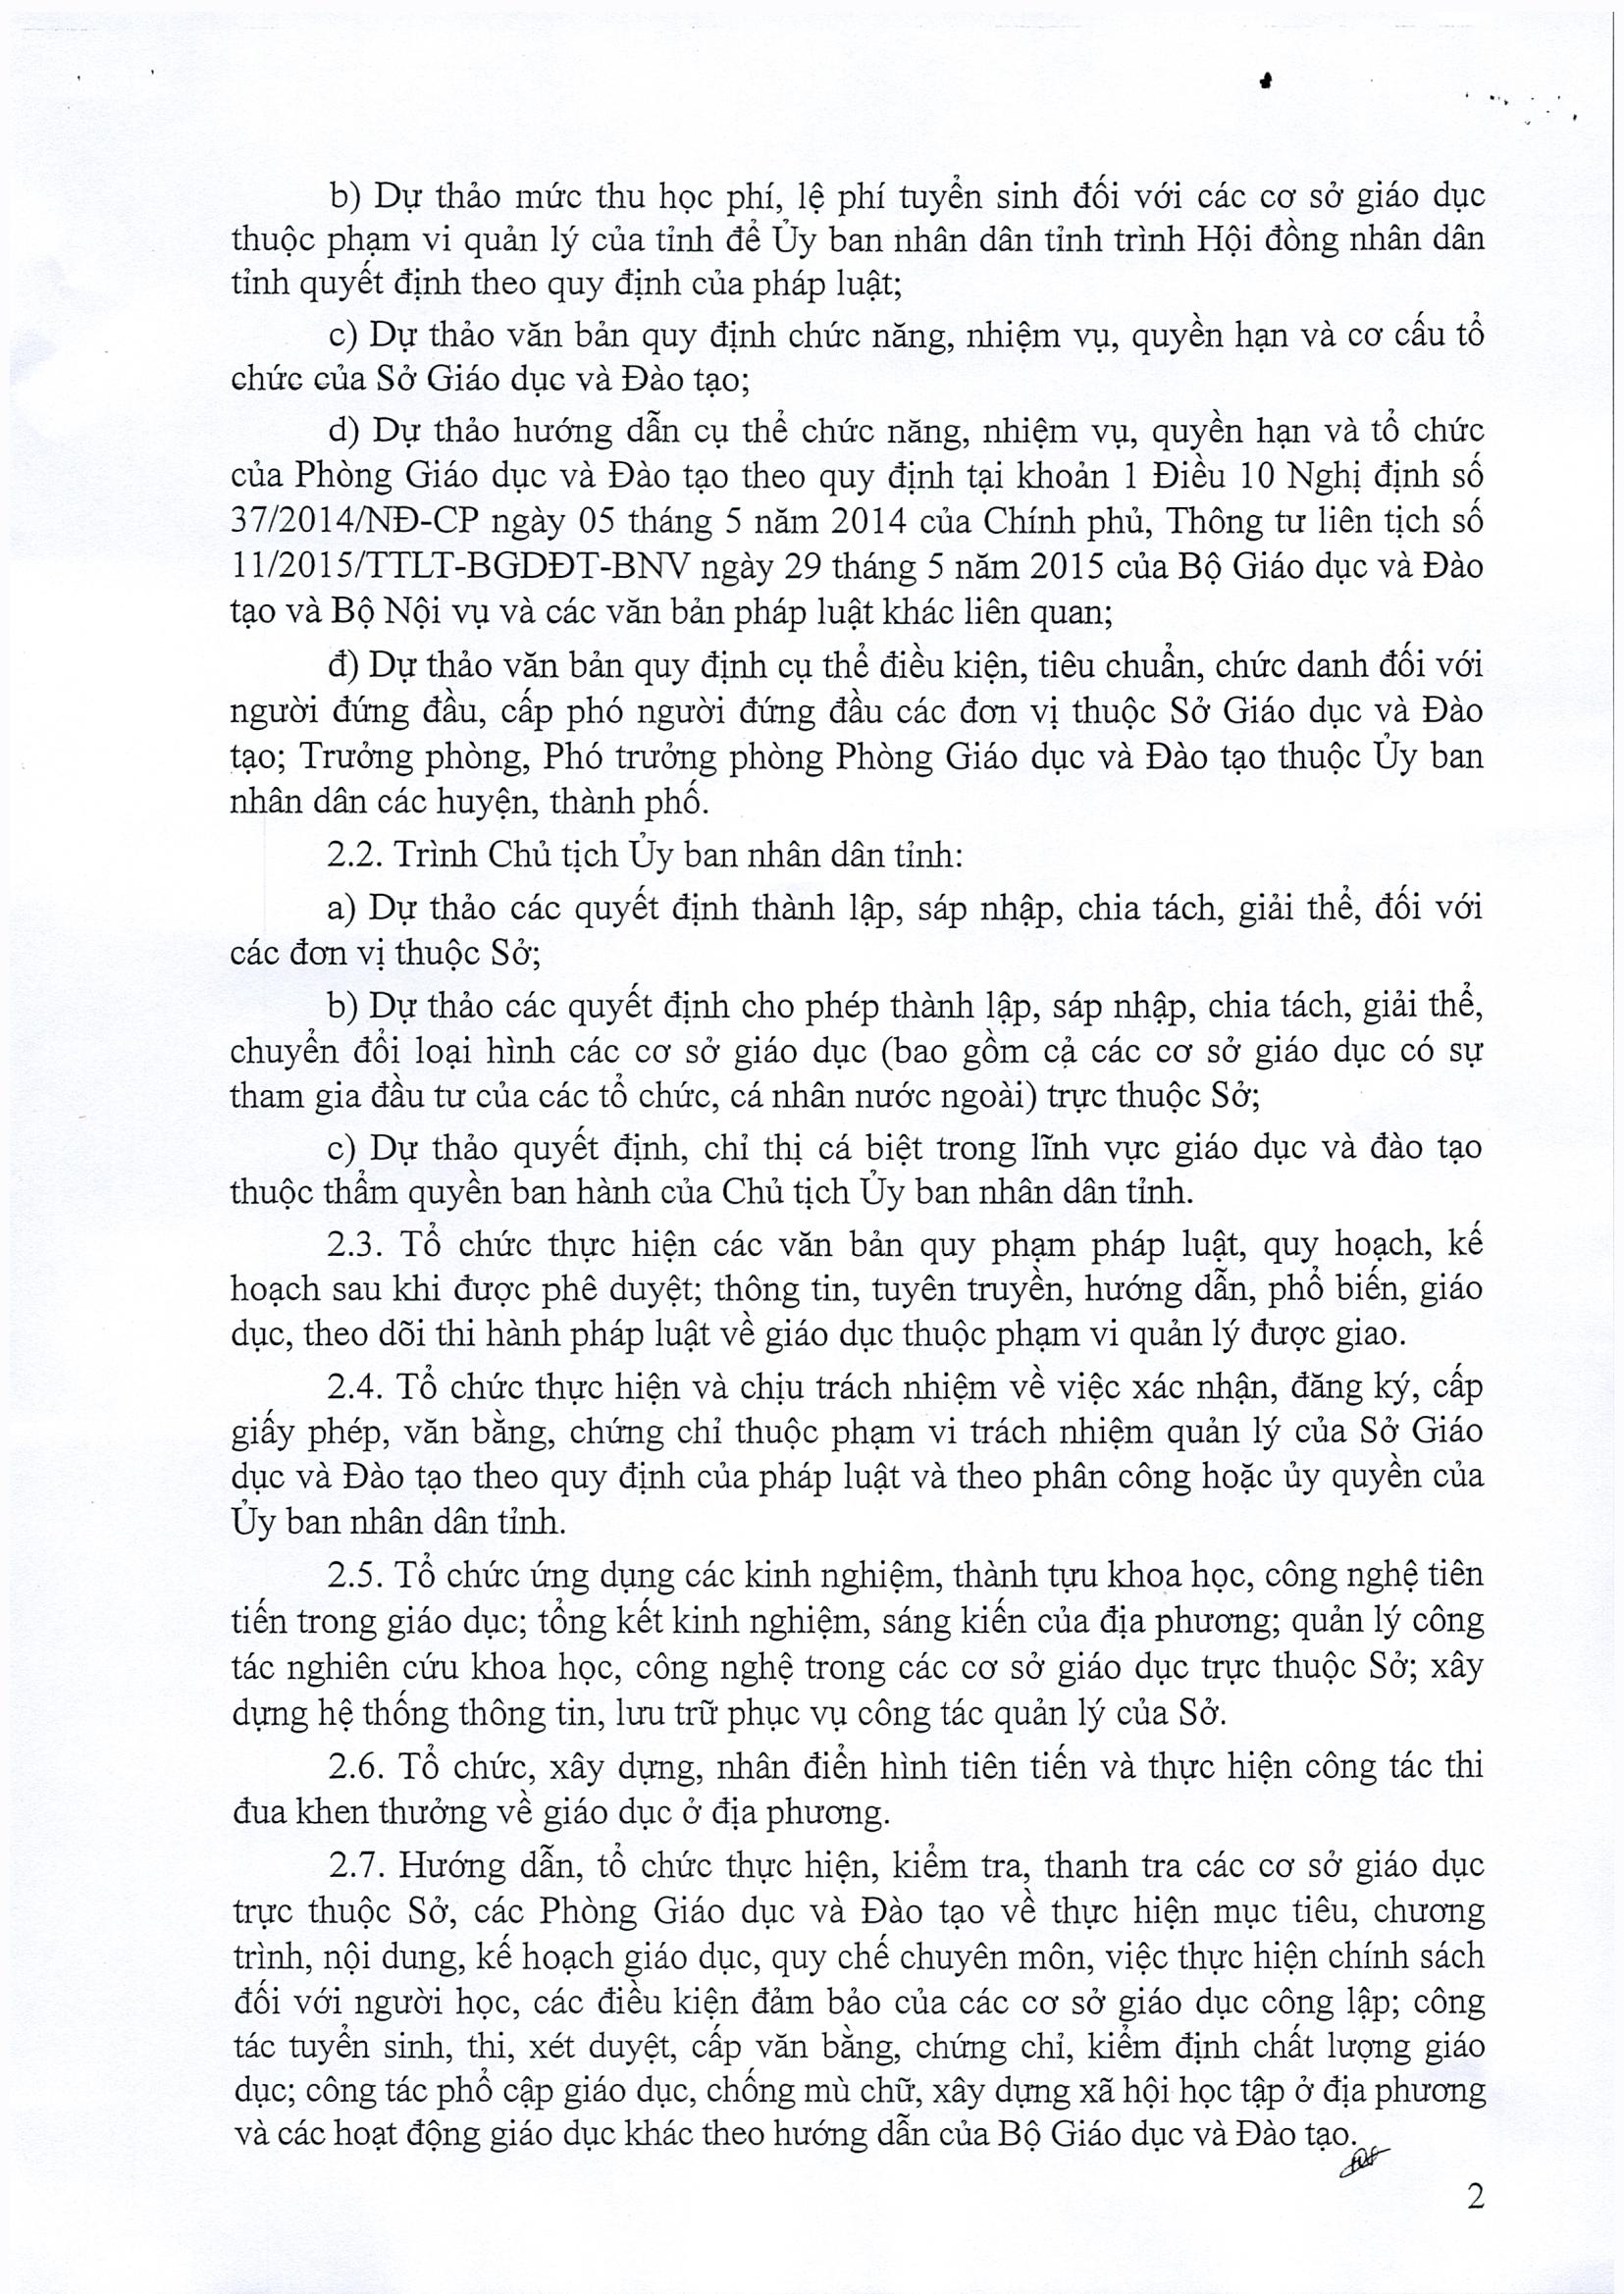 b) Dự thảo mức thu học phí, lệ phí tuyển sinh đối với các cơ sở giáo dục
thuộc phạm vi quản lý của tỉnh để Ủy ban nhân dân tỉnh trình Hội đồng nhân dân
tỉnh quyết định theo quy định của pháp luật;
c) Dự thảo văn bản quy định chức năng, nhiệm vụ, quyền hạn và cơ cấu tổ
chức của Sở Giáo dục và Đào tạo;
d) Dự thảo hướng dẫn cụ thể chức năng, nhiệm vụ, quyền hạn và tổ chức
của Phòng Giáo dục và Đào tạo theo quy định tại khoản 1 Điều 10 Nghị định số
37/2014/NĐ-CP ngày 05 tháng 5 năm 2014 của Chính phủ, Thông tư liên tịch số
11/2015/TTLT-BGDĐT-BNV ngày 29 tháng 5 năm 2015 của Bộ Giáo dục và Đào
tạo và Bộ Nội vụ và các văn bản pháp luật khác liên quan;
đ) Dự thảo văn bản quy định cụ thể điều kiện, tiêu chuẩn, chức danh đối với
người đứng đầu, cấp phó người đứng đầu các đơn vị thuộc Sở Giáo dục và Đào
tạo; Trưởng phòng, Phó trưởng phòng Phòng Giáo dục và Đào tạo thuộc Ủy ban
nhân dân các huyện, thành phố.
2.2. Trình Chủ tịch Ủy ban nhân dân tỉnh:
a) Dự thảo các quyết định thành lập, sáp nhập, chia tách, giải thể, đối với
các đơn vị thuộc Sở;
b) Dự thảo các quyết định cho phép thành lập, sáp nhập, chia tách, giải thể,
chuyển đổi loại hình các cơ sở giáo dục (bao gồm cả các cơ sở giáo dục có sự
tham gia đầu tư của các tổ chức, cá nhân nước ngoài) trực thuộc Sở;
c) Dự thảo quyết định, chỉ thị cá biệt trong lĩnh vực giáo dục và đào tạo
thuộc thẩm quyền ban hành của Chủ tịch Ủy ban nhân dân tỉnh.
2.3. Tổ chức thực hiện các văn bản quy phạm pháp luật, quy hoạch, kế
hoạch sau khi được phê duyệt; thông tin, tuyên truyền, hướng dẫn, phổ biến, giáo
dục, theo dõi thi hành pháp luật về giáo dục thuộc phạm vi quản lý được giao.
2.4. Tổ chức thực hiện và chịu trách nhiệm về việc xác nhận, đăng ký, cấp
giấy phép, văn bằng, chứng chỉ thuộc phạm vi trách nhiệm quản lý của Sở Giáo
dục và Đào tạo theo quy định của pháp luật và theo phân công hoặc ủy quyền của
Ủy ban nhân dân tỉnh.
2.5. Tổ chức ứng dụng các kinh nghiệm, thành tựu khoa học, công nghệ tiên
tiến trong giáo dục; tổng kết kinh nghiệm, sáng kiến của địa phương; quản lý công
tác nghiên cứu khoa học, công nghệ trong các cơ sở giáo dục trực thuộc Sở; xây
dựng hệ thống thông tin, lưu trữ phục vụ công tác quản lý của Sở.
2.6. Tổ chức, xây dựng, nhân điển hình tiên tiến và thực hiện công tác thi
đua khen thưởng về giáo dục ở địa phương.
2.7. Hướng dẫn, tổ chức thực hiện, kiểm tra, thanh tra các cơ sở giáo dục
trực thuộc Sở, các Phòng Giáo dục và Đào tạo về thực hiện mục tiêu, chương
trình, nội dung, kế hoạch giáo dục, quy chế chuyên môn, việc thực hiện chính sách
đối với người học, các điều kiện đảm bảo của các cơ sở giáo dục công lập; công
tác tuyển sinh, thi, xét duyệt, cấp văn bằng, chứng chỉ, kiểm định chất lượng giáo
dục; công tác phổ cập giáo dục, chống mù chữ, xây dựng xã hội học tập ở địa phương
và các hoạt động giáo dục khác theo hướng dẫn của Bộ Giáo dục và Đào tạo.
2